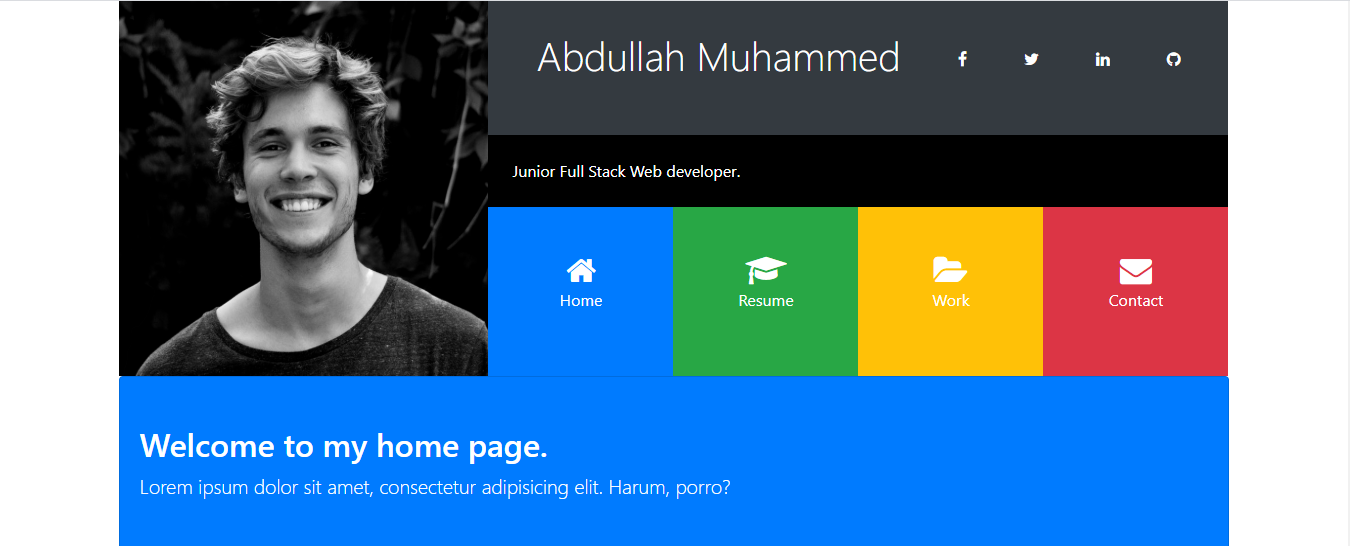 Abdullah Muhammed
Junior Full Stack Web developer.
Home
Resume
Work
Contact
Welcome to my home page.
Lorem ipsum dolor sit amet, consectetur adipisicing elit. Harum, porro?